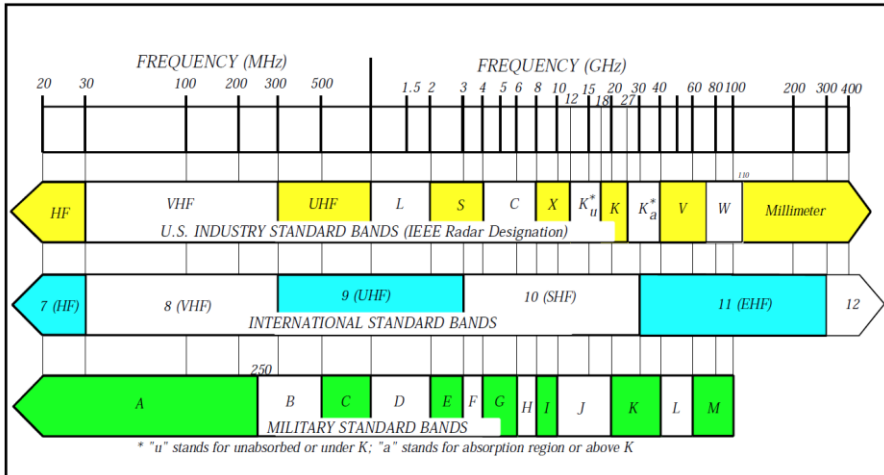 FREQUENCY (MHz) FREQUENCY (GHz)
20 30 100 200 300 500 1.5 2 3 4 5 6 8 10 12 15 18 20 27 30 40 60 80 100 200 300 400
110
HF VHF UHF L S C X K*u K K*a V W Millimeter
U.S. INDUSTRY STANDARD BANDS (IEEE Radar Designation)
7 (HF) 8 (VHF) 9 (UHF) 10 (SHF) 11 (EHF) 12
INTERNATIONAL STANDARD BANDS
250
A B C D E F G H I J K L M
MILITARY STANDARD BANDS
* "u" stands for unabsorbed or under K; "a" stands for absorption region or above K